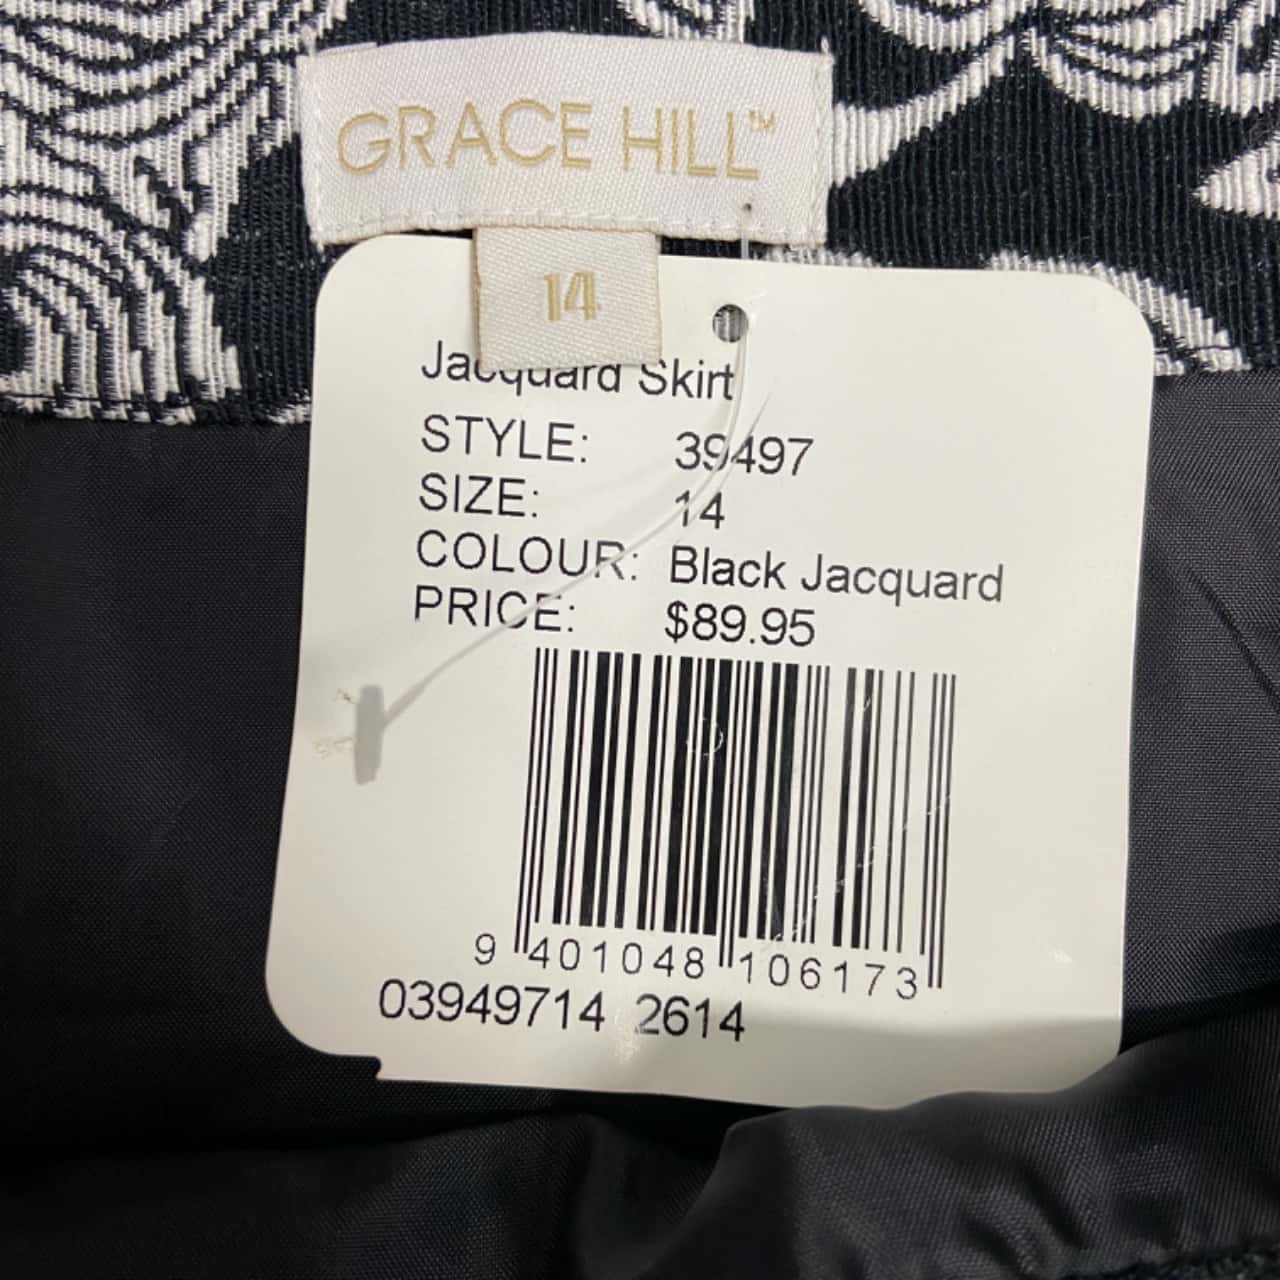 GRACE HILL™
14
Jacquard Skirt
STYLE: 39497
SIZE: 14
COLOUR: Black Jacquard
PRICE: $89.95
9 401048 106173
03949714 2614